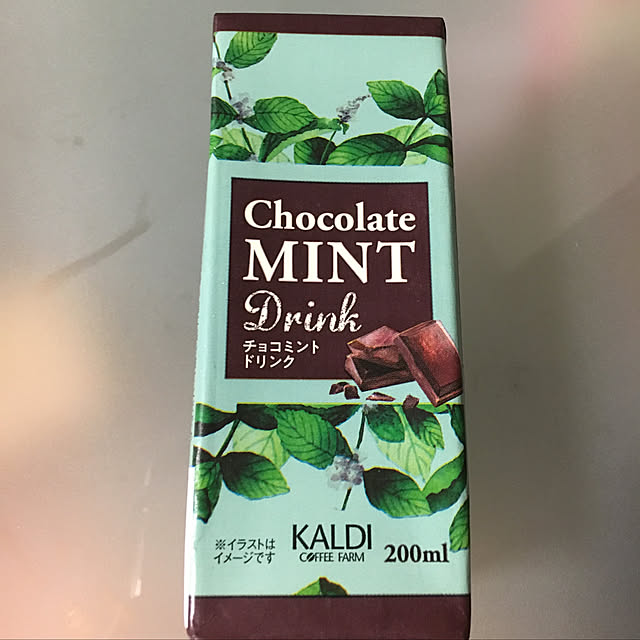 Chocolate
MINT
Drink
チョコミント
ドリンク
※イラストは
イメージです
KALDI
COFFEE FARM
200ml